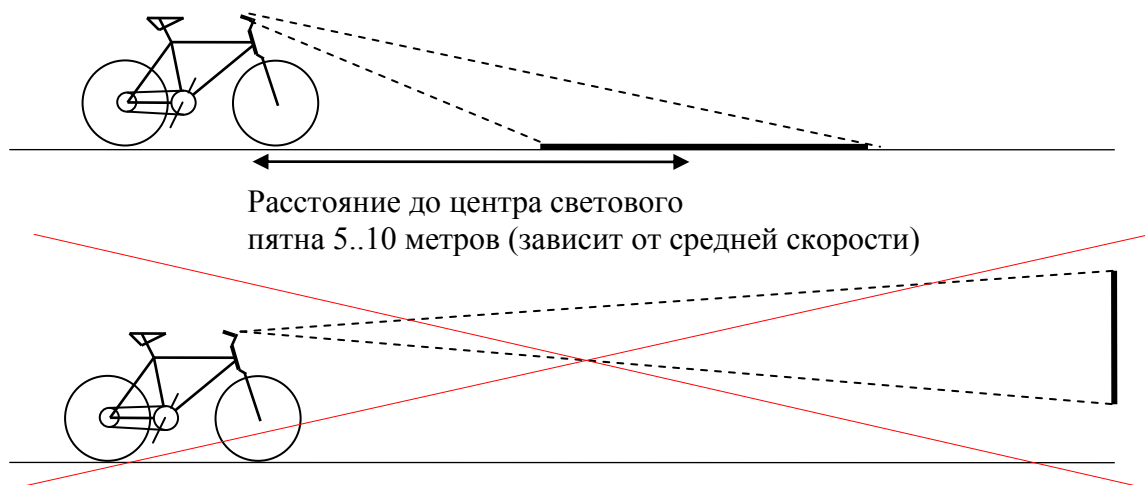 Расстояние до центра светового
пятна 5..10 метров (зависит от средней скорости)